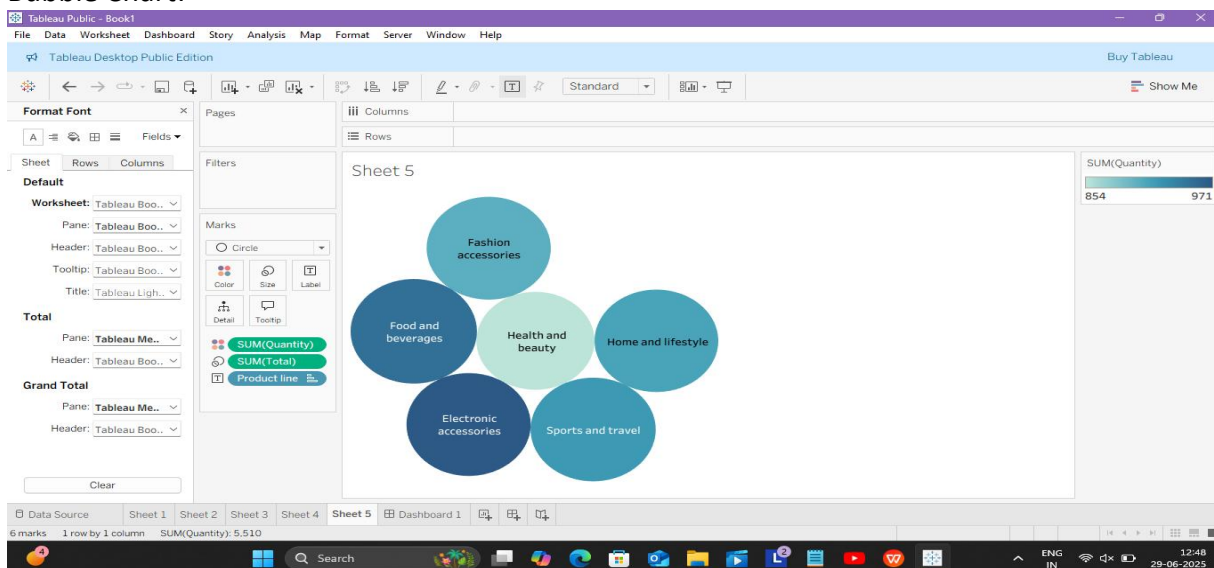 Bubble Chart:
Tableau Public - Book1
File Data Worksheet Dashboard Story Analysis Map Format Server Window Help
Tableau Desktop Public Edition
Buy Tableau
Standard
Show Me
Format Font
Fields
Sheet Rows Columns
Default
Worksheet: Tableau Boo..
Pane: Tableau Boo..
Header: Tableau Boo..
Tooltip: Tableau Boo..
Title: Tableau Ligh..
Total
Pane: Tableau Me..
Header: Tableau Boo..
Grand Total
Pane: Tableau Me..
Header: Tableau Boo..
Clear
Pages
Filters
Marks
Circle
Color Size Label
Detail Tooltip
SUM(Quantity)
SUM(Total)
Product line
Columns
Rows
Sheet 5
Fashion
accessories
Food and
beverages
Health and
beauty
Home and lifestyle
Electronic
accessories
Sports and travel
SUM(Quantity)
854 971
Data Source Sheet 1 Sheet 2 Sheet 3 Sheet 4 Sheet 5 Dashboard 1
6 marks 1 row by 1 column SUM(Quantity): 5,510
4
Search
2
ENG
IN
12:48
29-06-2025